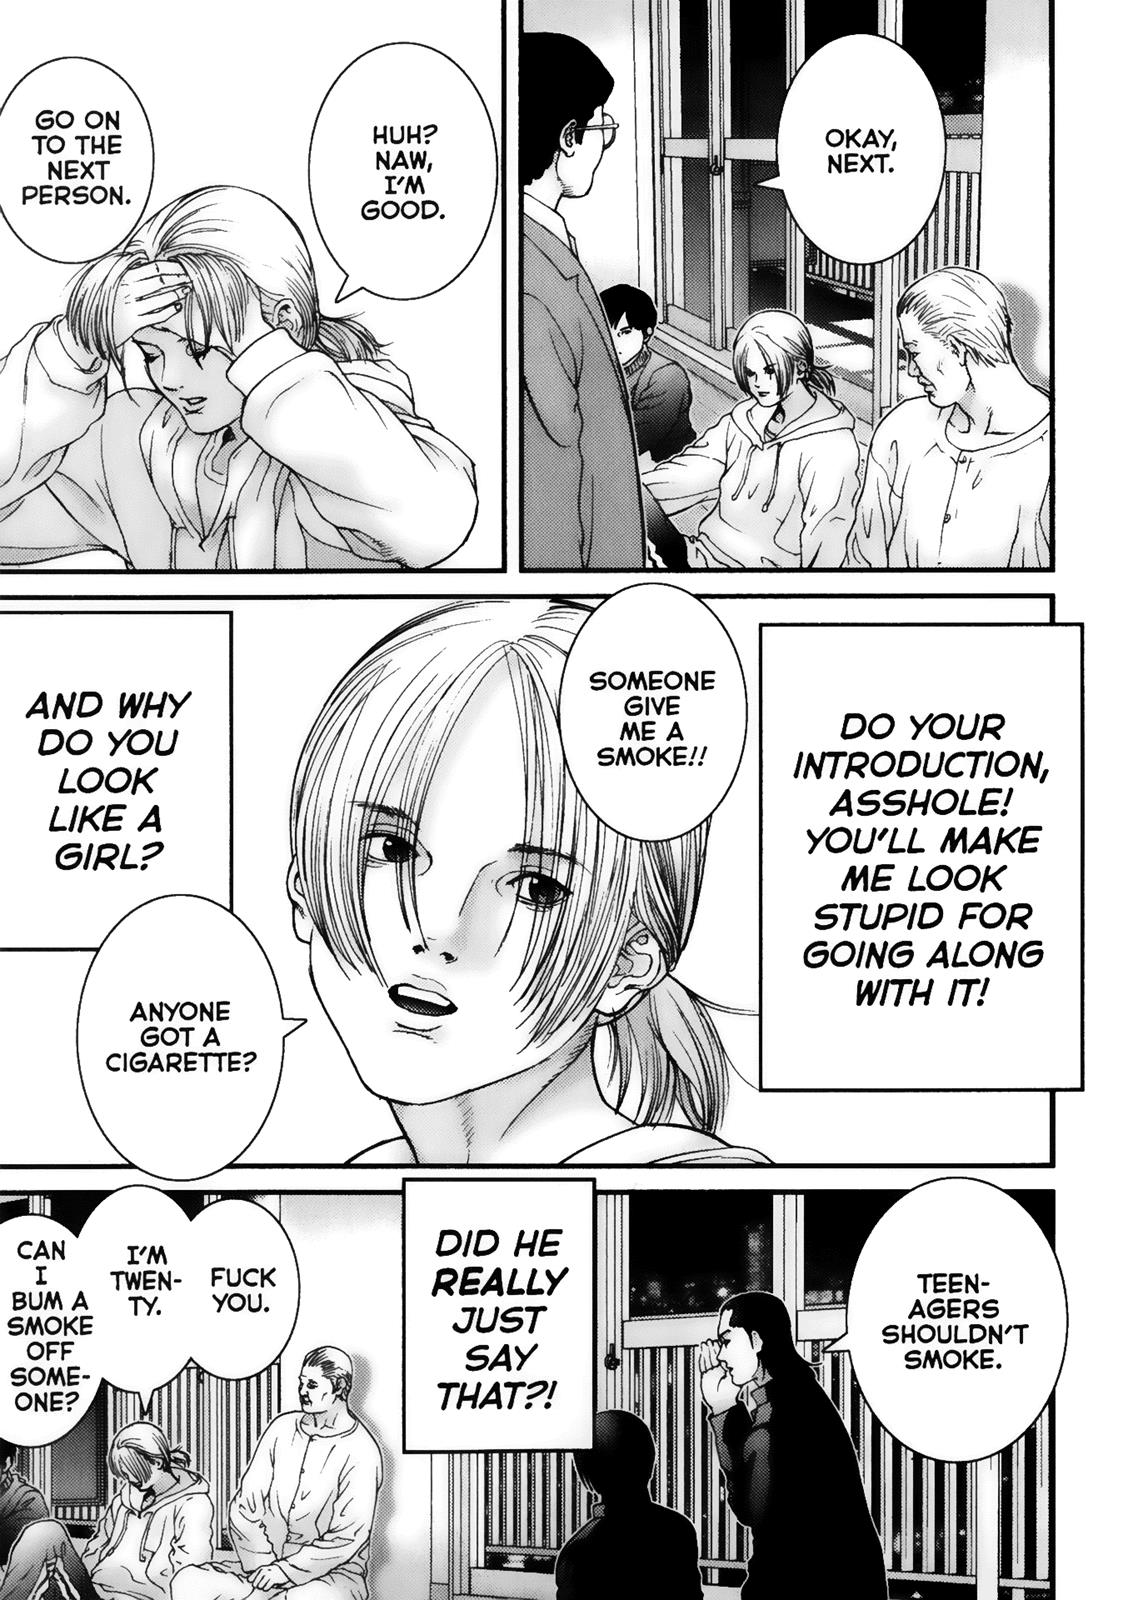 OKAY,
NEXT.
HUH?
NAW,
I'M
GOOD.
GO ON
TO THE
NEXT
PERSON.
DO YOUR
INTRODUCTION,
ASSHOLE!
YOU'LL MAKE
ME LOOK
STUPID FOR
GOING ALONG
WITH IT!
SOMEONE
GIVE
ME A
SMOKE!!
AND WHY
DO YOU
LOOK
LIKE A
GIRL?
ANYONE
GOT A
CIGARETTE?
TEEN-
AGERS
SHOULDN'T
SMOKE.
DID HE
REALLY
JUST
SAY
THAT?!
FUCK
YOU.
I'M
TWEN-
TY.
CAN
I
BUM A
SMOKE
OFF
SOME-
ONE?